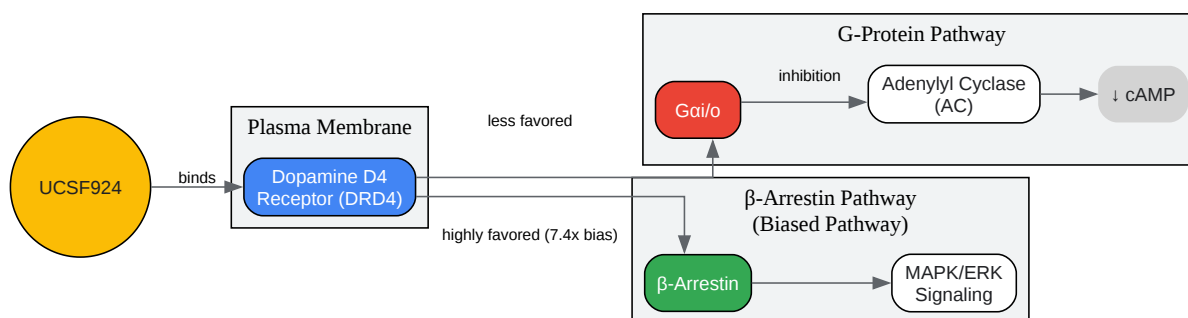 UCSF924
binds
Plasma Membrane
Dopamine D4
Receptor (DRD4)
less favored
highly favored (7.4x bias)
G-Protein Pathway
Gαi/o
inhibition
Adenylyl Cyclase
(AC)
↓ cAMP
β-Arrestin Pathway
(Biased Pathway)
β-Arrestin
MAPK/ERK
Signaling